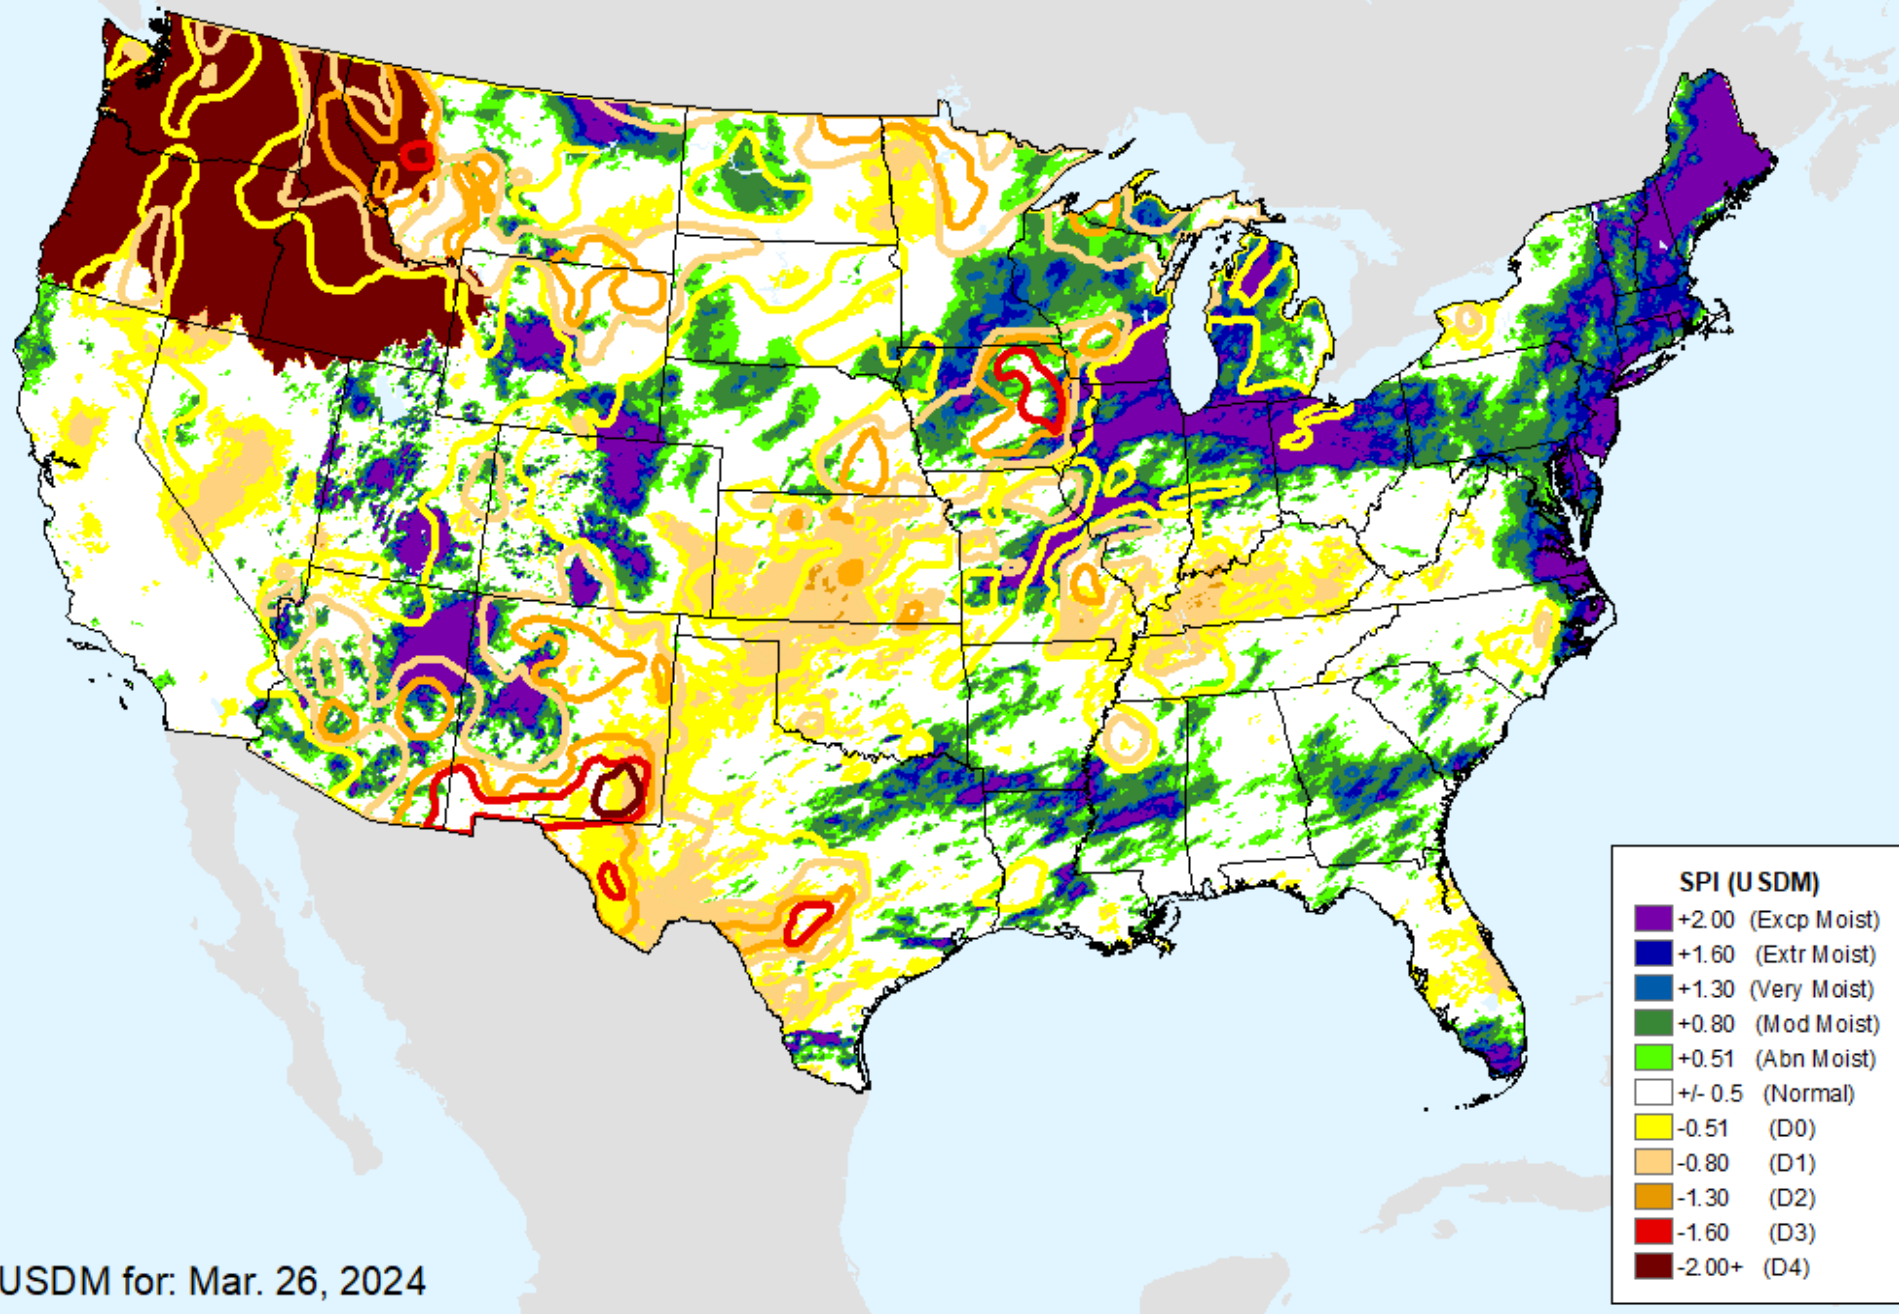 SPI (USDM)
+2.00 (Excp Moist)
+1.60 (Extr Moist)
+1.30 (Very Moist)
+0.80 (Mod Moist)
+0.51 (Abn Moist)
+/- 0.5 (Normal)
-0.51 (D0)
-0.80 (D1)
-1.30 (D2)
-1.60 (D3)
-2.00+ (D4)
USDM for: Mar. 26, 2024